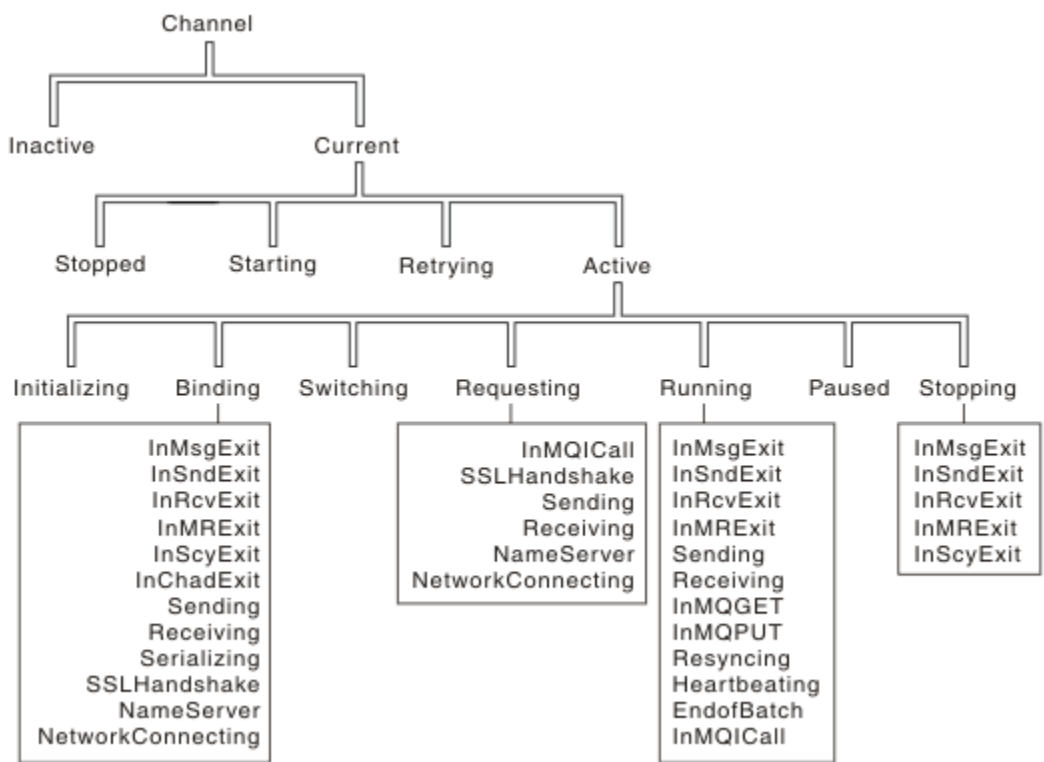 Channel
Inactive
Current
Stopped
Starting
Retrying
Active
Initializing
Binding
Switching
Requesting
Running
Paused
Stopping
InMsgExit
InSndExit
InRcvExit
InMRExit
InScyExit
InChadExit
Sending
Receiving
Serializing
SSLHandshake
NameServer
NetworkConnecting
InMQICall
SSLHandshake
Sending
Receiving
NameServer
NetworkConnecting
InMsgExit
InSndExit
InRcvExit
InMRExit
Sending
Receiving
InMQGET
InMQPUT
Resyncing
Heartbeating
EndofBatch
InMQICall
InMsgExit
InSndExit
InRcvExit
InMRExit
InScyExit